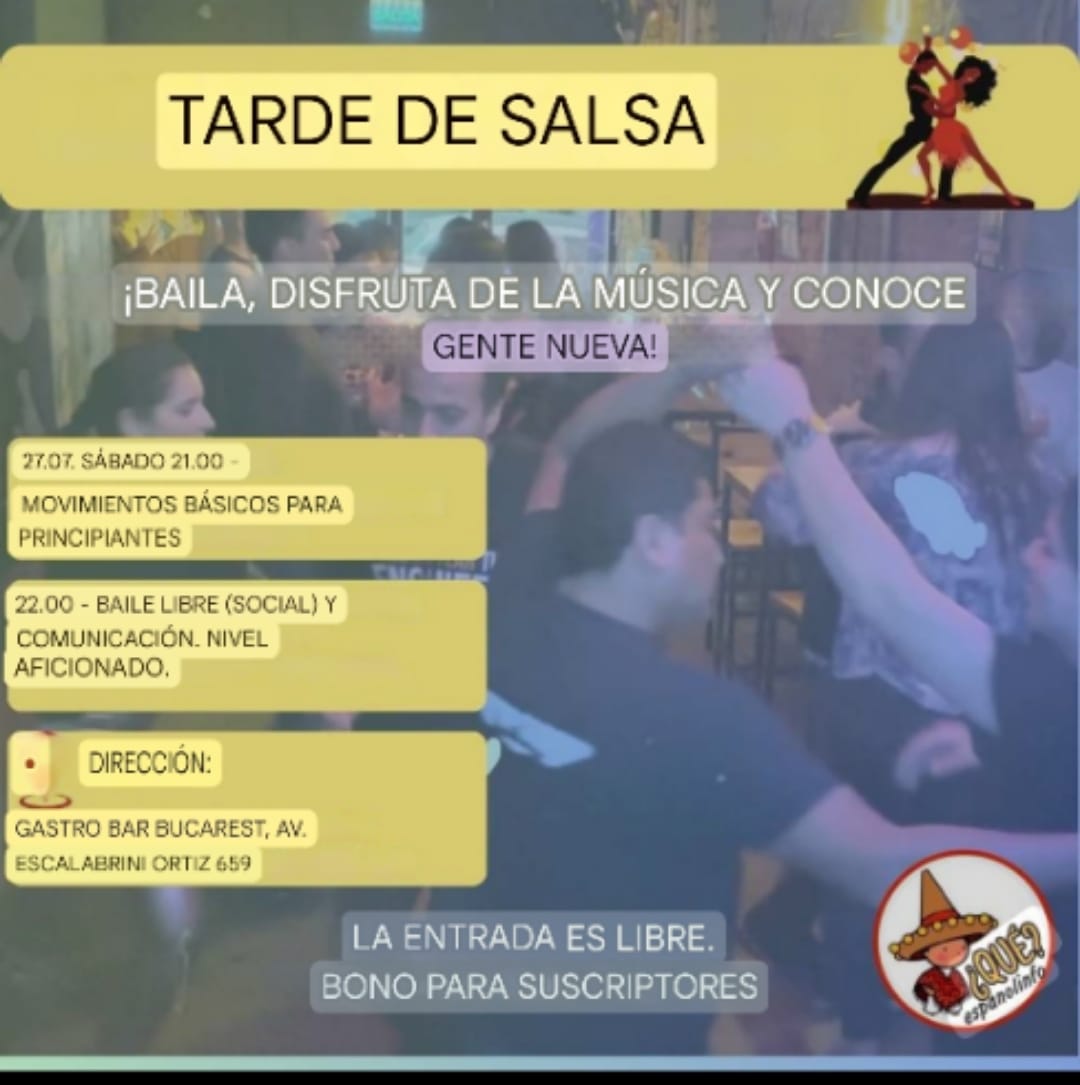 TARDE DE SALSA
¡BAILA, DISFRUTA DE LA MÚSICA Y CONOCE
GENTE NUEVA!
27.07. SÁBADO 21.00 -
MOVIMIENTOS BÁSICOS PARA
PRINCIPIANTES
22.00 - BAILE LIBRE (SOCIAL) Y
COMUNICACIÓN. NIVEL
AFICIONADO.
DIRECCIÓN:
GASTRO BAR BUCAREST, AV.
ESCALABRINI ORTIZ 659
LA ENTRADA ES LIBRE.
BONO PARA SUSCRIPTORES
¿QUÉ?
espanolinfo